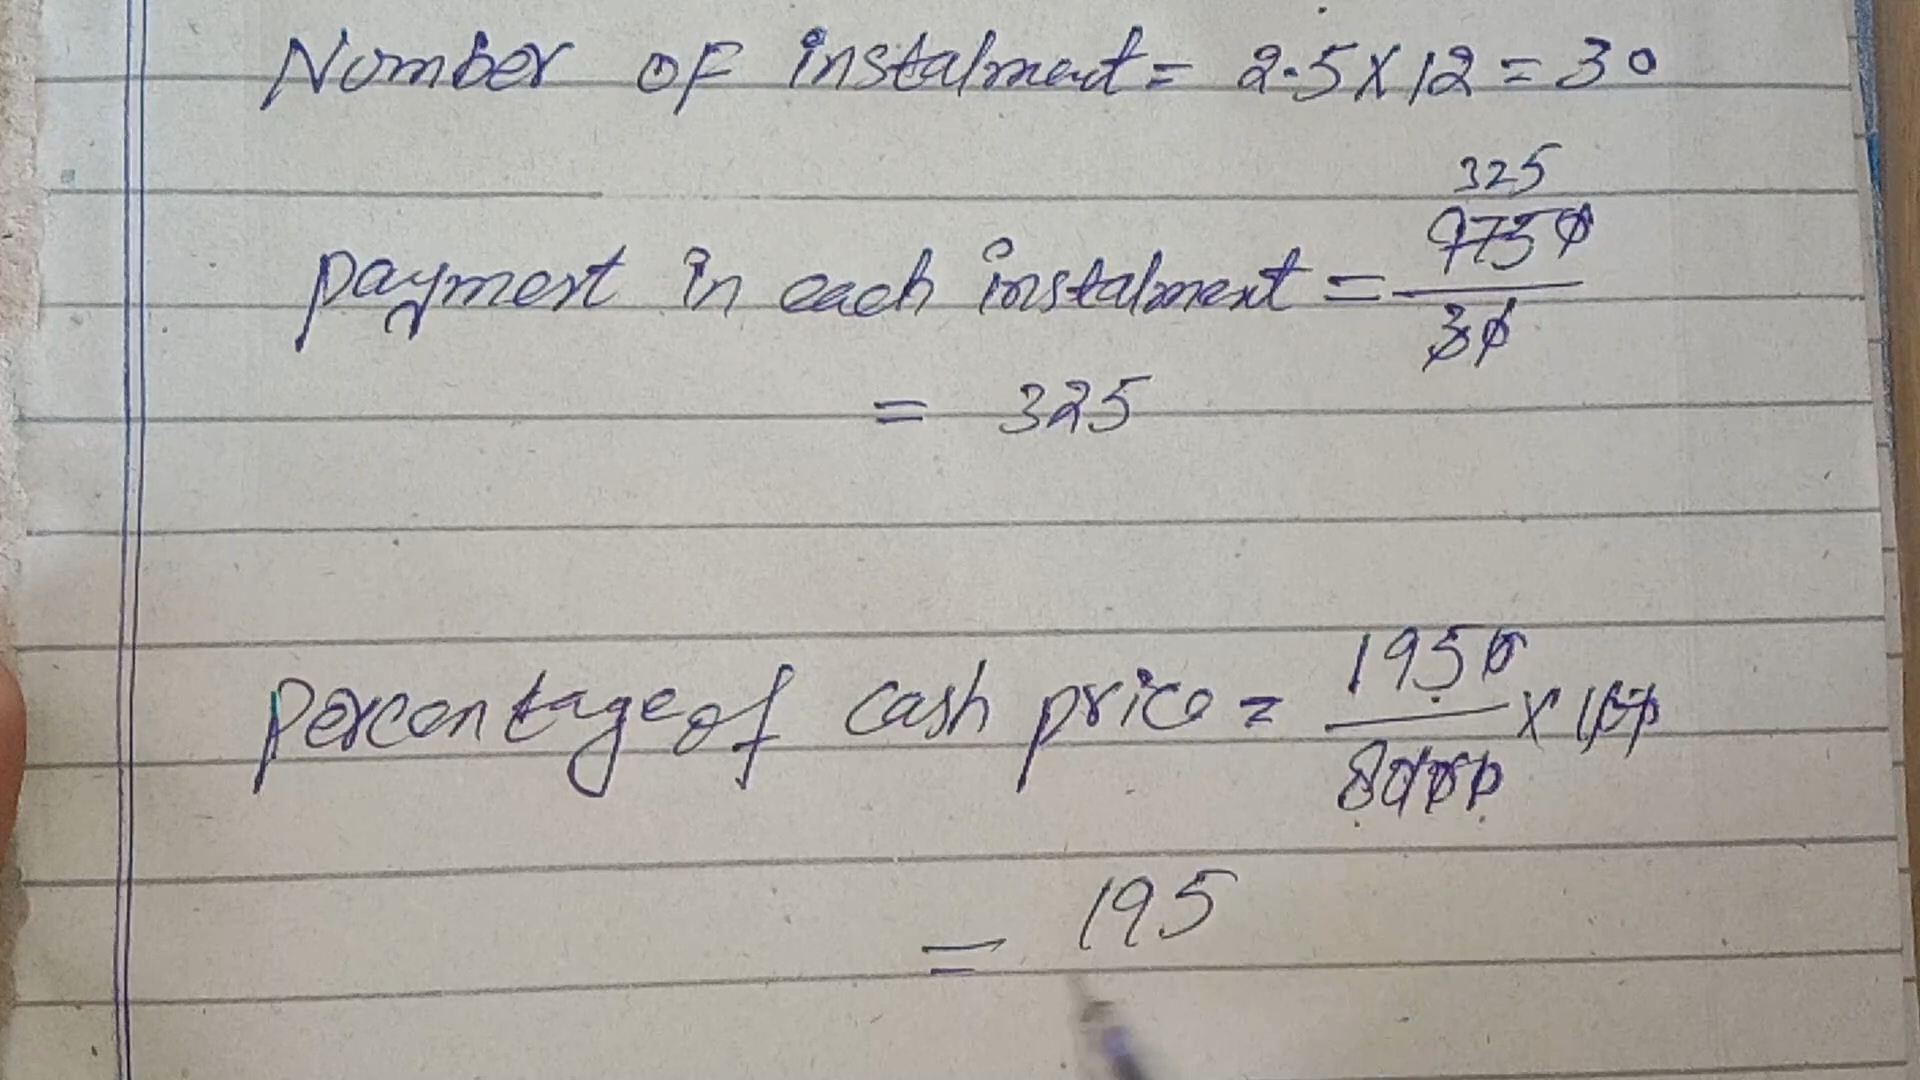 Number of instalment = 2.5 X 12 = 30
325
payment in each instalment = 9750/30
= 325
percentage of cash price = 1950/8000 X 100
= 195